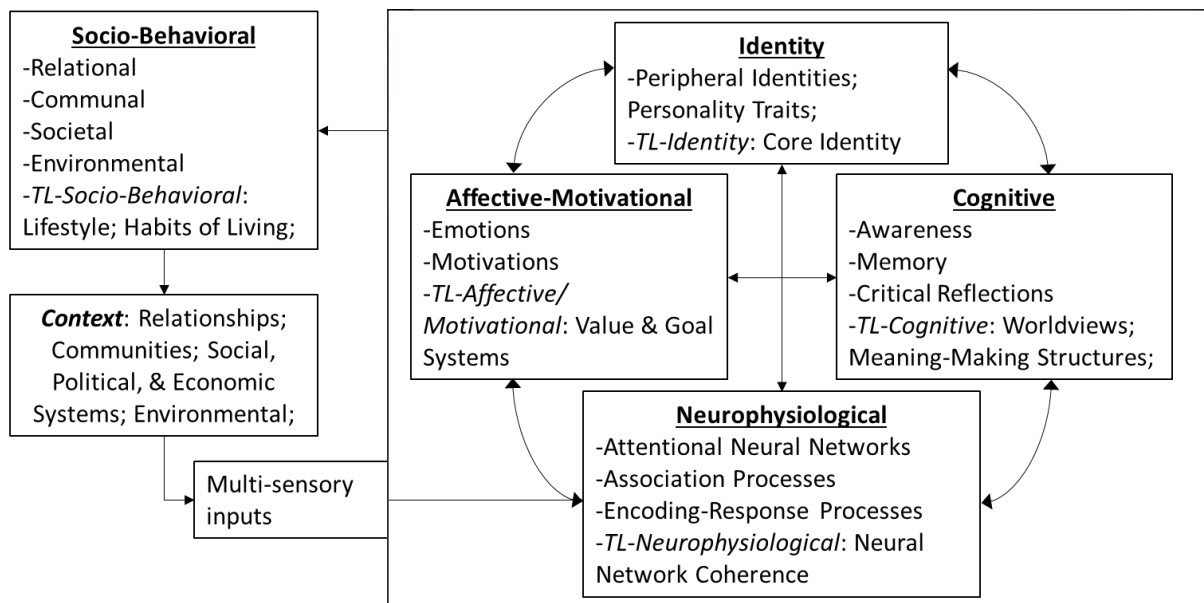 Socio-Behavioral
-Relational
-Communal
-Societal
-Environmental
-TL-Socio-Behavioral:
Lifestyle; Habits of Living;
Context: Relationships;
Communities; Social,
Political, & Economic
Systems; Environmental;
Multi-sensory
inputs
Identity
-Peripheral Identities;
Personality Traits;
-TL-Identity: Core Identity
Affective-Motivational
-Emotions
-Motivations
-TL-Affective/
Motivational: Value & Goal
Systems
Cognitive
-Awareness
-Memory
-Critical Reflections
-TL-Cognitive: Worldviews;
Meaning-Making Structures;
Neurophysiological
-Attentional Neural Networks
-Association Processes
-Encoding-Response Processes
-TL-Neurophysiological: Neural
Network Coherence